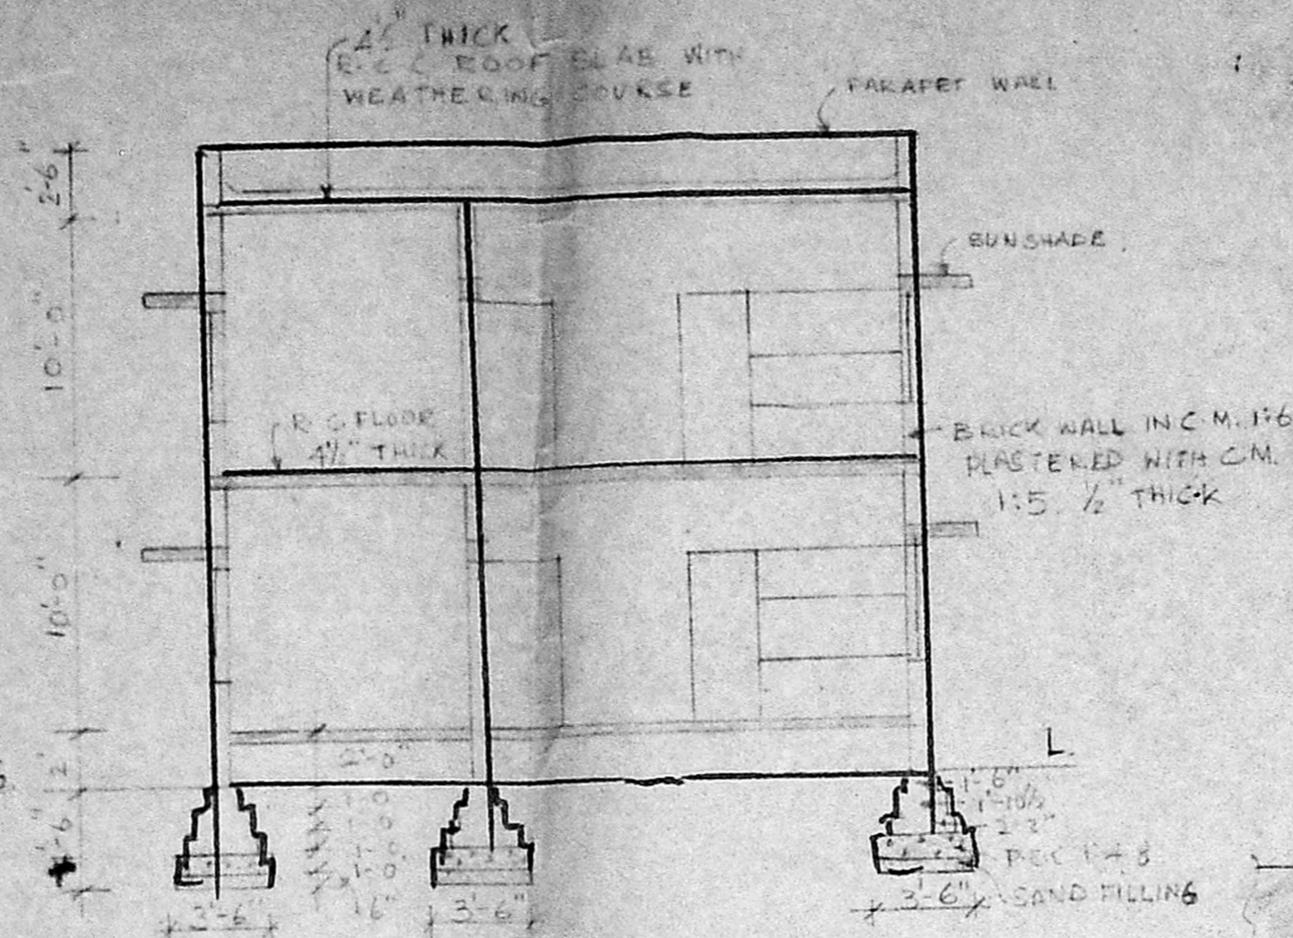 4½" THICK
R.C.C ROOF SLAB WITH
WEATHERING COURSE
PARAPET WALL
2'-6"
SUNSHADE.
10'-0"
R.C FLOOR
4½" THICK
BRICK WALL IN C.M. 1:6
PLASTERED WITH C.M.
1:5. ½" THICK
10'-0"
L
2'-0"
2'
1'-6"
1'-10½
2'-3"
1-0
1-0
1-0
1-0
6"
3'-6"
3'-6"
3'-6"
SAND FILLING